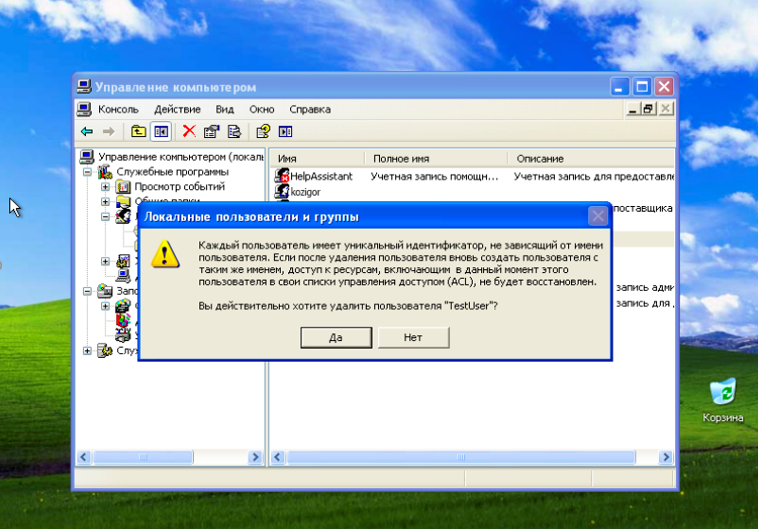 Управление компьютером
Консоль Действие Вид Окно Справка
Управление компьютером (локаль
Служебные программы
Просмотр событий
Общие папки
Имя Полное имя Описание
HelpAssistant Учетная запись помощн... Учетная запись для предоставле
kozigor
поставщика
Локальные пользователи и группы
Каждый пользователь имеет уникальный идентификатор, не зависящий от имени
пользователя. Если после удаления пользователя вновь создать пользователя с
таким же именем, доступ к ресурсам, включающим в данный момент этого
пользователя в свои списки управления доступом (ACL), не будет восстановлен.
Вы действительно хотите удалить пользователя "TestUser"?
Да Нет
Запо
запись адми
запись для .
Слу
Корзина